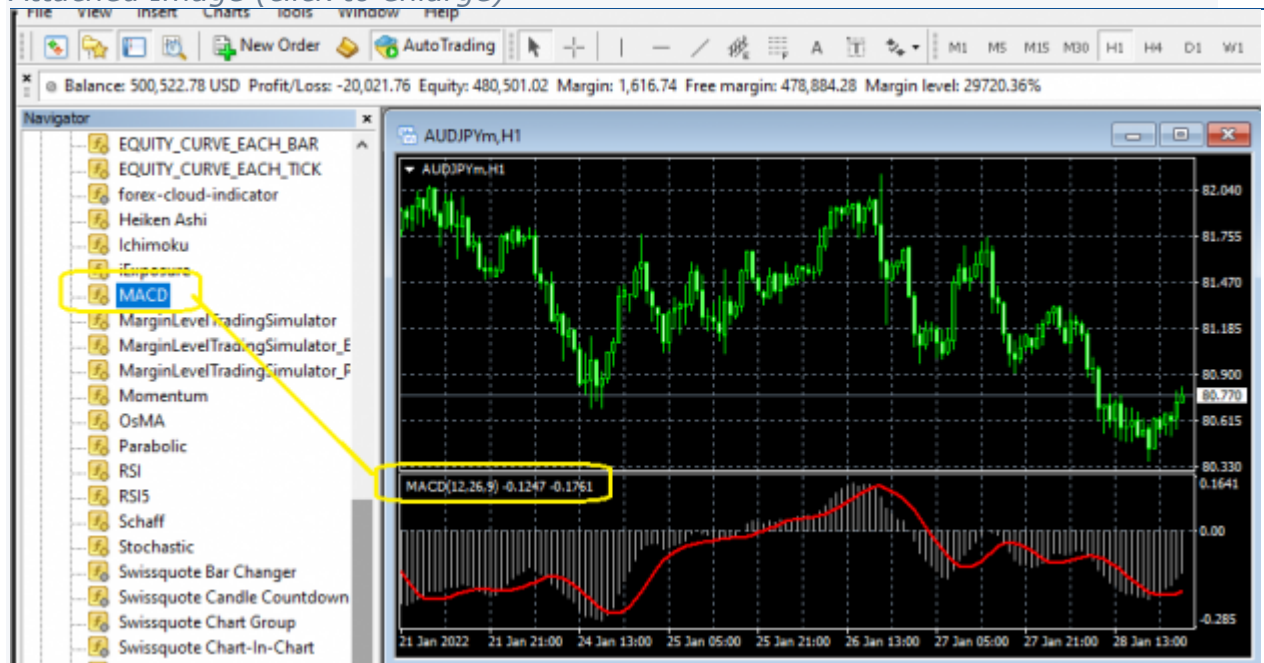 Attached Image (click to enlarge)
File View Insert Charts Tools Window Help
New Order AutoTrading A T M1 M5 M15 M30 H1 H4 D1 W1
Balance: 500,522.78 USD Profit/Loss: -20,021.76 Equity: 480,501.02 Margin: 1,616.74 Free margin: 478,884.28 Margin level: 29720.36%
Navigator
EQUITY_CURVE_EACH_BAR
EQUITY_CURVE_EACH_TICK
forex-cloud-indicator
Heiken Ashi
Ichimoku
iExposure
MACD
MarginLevelTradingSimulator
MarginLevelTradingSimulator_E
MarginLevelTradingSimulator_P
Momentum
OsMA
Parabolic
RSI
RSI5
Schaff
Stochastic
Swissquote Bar Changer
Swissquote Candle Countdown
Swissquote Chart Group
Swissquote Chart-In-Chart
AUDJPYm,H1
AUDJPYm,H1
82.040
81.755
81.470
81.185
80.900
80.770
80.615
80.330
MACD(12,26,9) -0.1247 -0.1761
0.1641
0.00
-0.285
21 Jan 2022 21 Jan 21:00 24 Jan 13:00 25 Jan 05:00 25 Jan 21:00 26 Jan 13:00 27 Jan 05:00 27 Jan 21:00 28 Jan 13:00